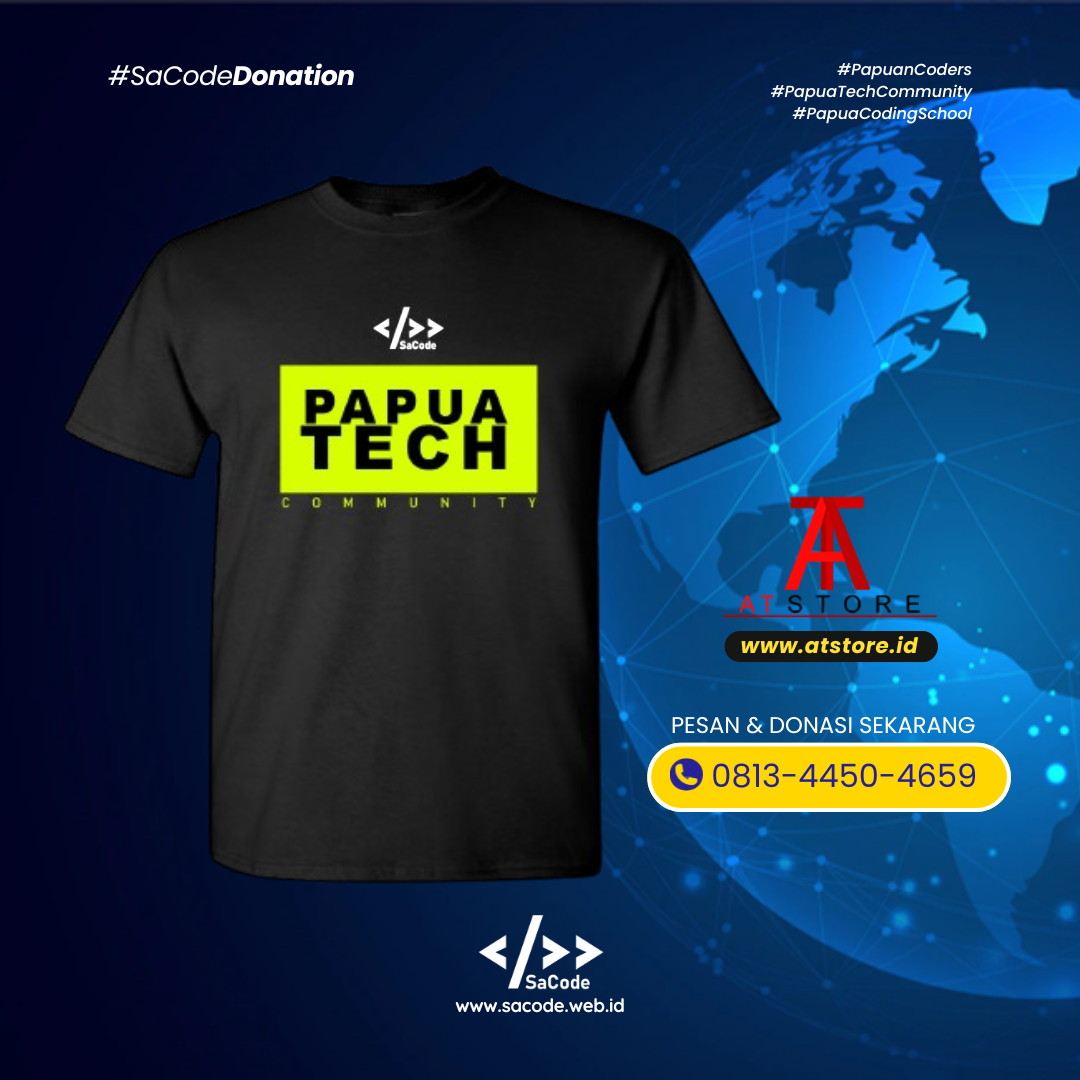 #SaCodeDonation
#PapuanCoders
#PapuaTechCommunity
#PapuaCodingSchool
</>>
SaCode
PAPUA
TECH
COMMUNITY
AT
ATSTORE
www.atstore.id
PESAN & DONASI SEKARANG
0813-4450-4659
</>>
SaCode
www.sacode.web.id